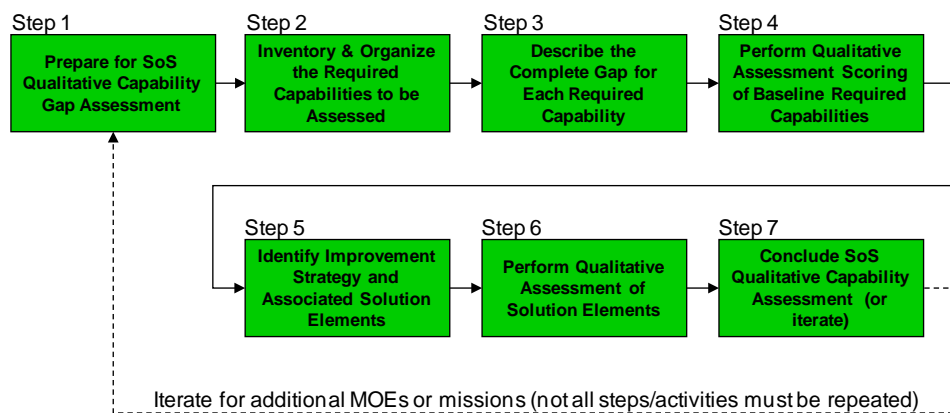 Step 1
Prepare for SoS
Qualitative Capability
Gap Assessment
Step 2
Inventory & Organize
the Required
Capabilities to be
Assessed
Step 3
Describe the
Complete Gap for
Each Required
Capability
Step 4
Perform Qualitative
Assessment Scoring
of Baseline Required
Capabilities
Step 5
Identify Improvement
Strategy and
Associated Solution
Elements
Step 6
Perform Qualitative
Assessment of
Solution Elements
Step 7
Conclude SoS
Qualitative Capability
Assessment (or
iterate)
Iterate for additional MOEs or missions (not all steps/activities must be repeated)